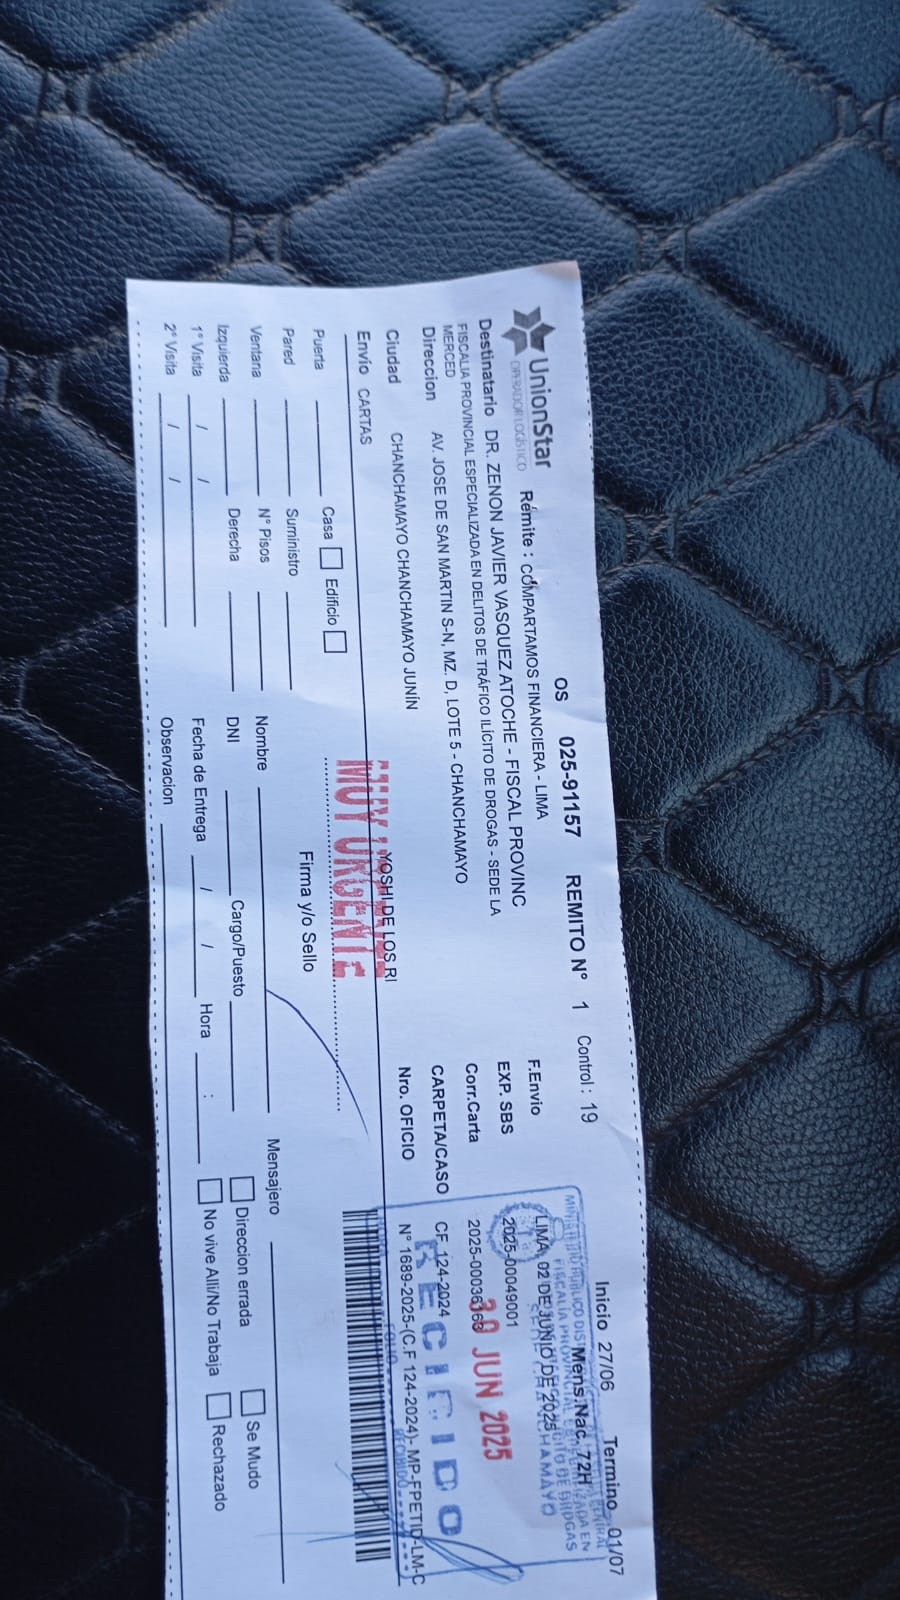 UnionStar
OPERADOR LOGÍSTICO
OS 025-91157 REMITO N° 1 Control : 19
Inicio 27/06 Termino 01/07
Mens.Nac. 72H
Rémite : COMPARTAMOS FINANCIERA - LIMA
Destinatario DR. ZENON JAVIER VASQUEZ ATOCHE - FISCAL PROVINC
FISCALIA PROVINCIAL ESPECIALIZADA EN DELITOS DE TRÁFICO ILÍCITO DE DROGAS - SEDE LA
MERCED
Direccion AV. JOSE DE SAN MARTIN S-N, MZ. D, LOTE 5 - CHANCHAMAYO
Ciudad CHANCHAMAYO CHANCHAMAYO JUNÍN
YOSHI DE LOS RI
Envío CARTAS
F.Envio LIMA, 02 DE JUNIO DE 2025
EXP. SBS 2025-00049001
Corr.Carta 2025-00036363
CARPETA/CASO CF. 124-2024
Nro. OFICIO N° 1689-2025-(C.F 124-2024)- MP-FPETID-LM-C
MINISTERIO PÚBLICO
RECIBIDO
30 JUN 2025
MUY URGENTE
Puerta Casa Edificio
Pared Suministro
Firma y/o Sello
Ventana N° Pisos Nombre Mensajero
Izquierda Derecha DNI Cargo/Puesto Direccion errada Se Mudo
1° Visita / / Fecha de Entrega / / Hora : No vive Alli/No Trabaja Rechazado
2° Visita / / Observacion